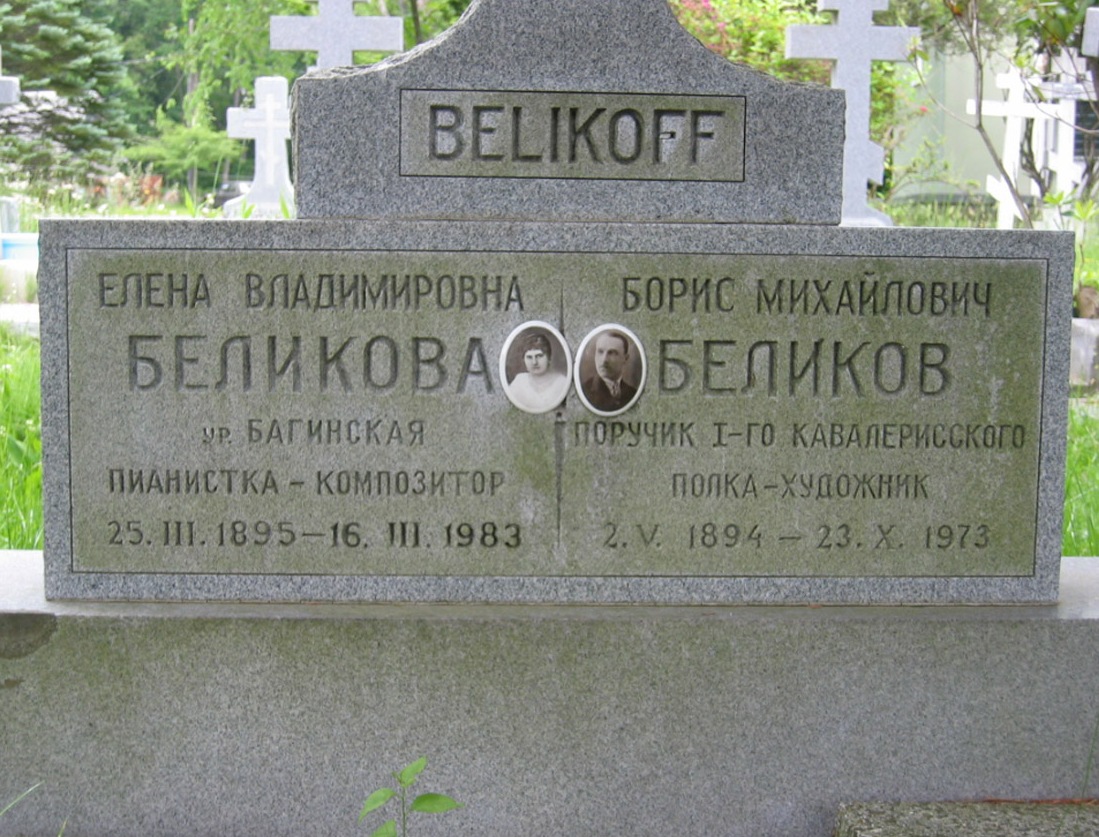 BELIKOFF
ЕЛЕНА ВЛАДИМИРОВНА
БЕЛИКОВА
ур. БАГИНСКАЯ
ПИАНИСТКА – КОМПОЗИТОР
25. III. 1895 – 16. III. 1983
БОРИС МИХАЙЛОВИЧ
БЕЛИКОВ
ПОРУЧИК I-ГО КАВАЛЕРИССКОГО
ПОЛКА – ХУДОЖНИК
2. V. 1894 – 23. X. 1973